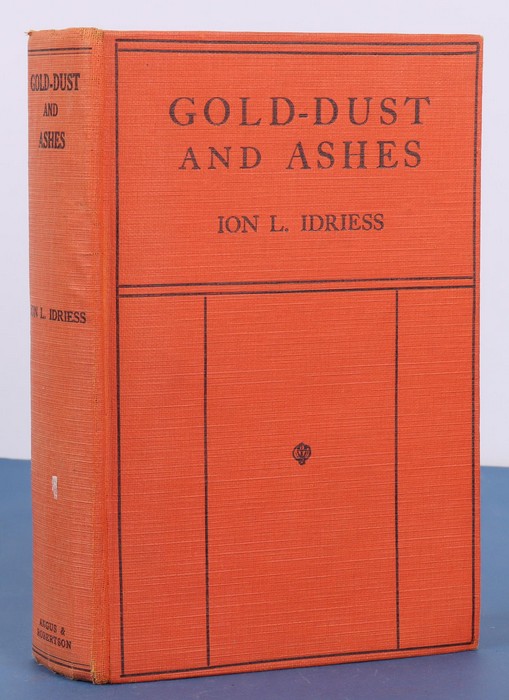 GOLD-DUST
AND
ASHES
ION L. IDRIESS
ANGUS &
ROBERTSON
GOLD-DUST
AND ASHES
ION L. IDRIESS